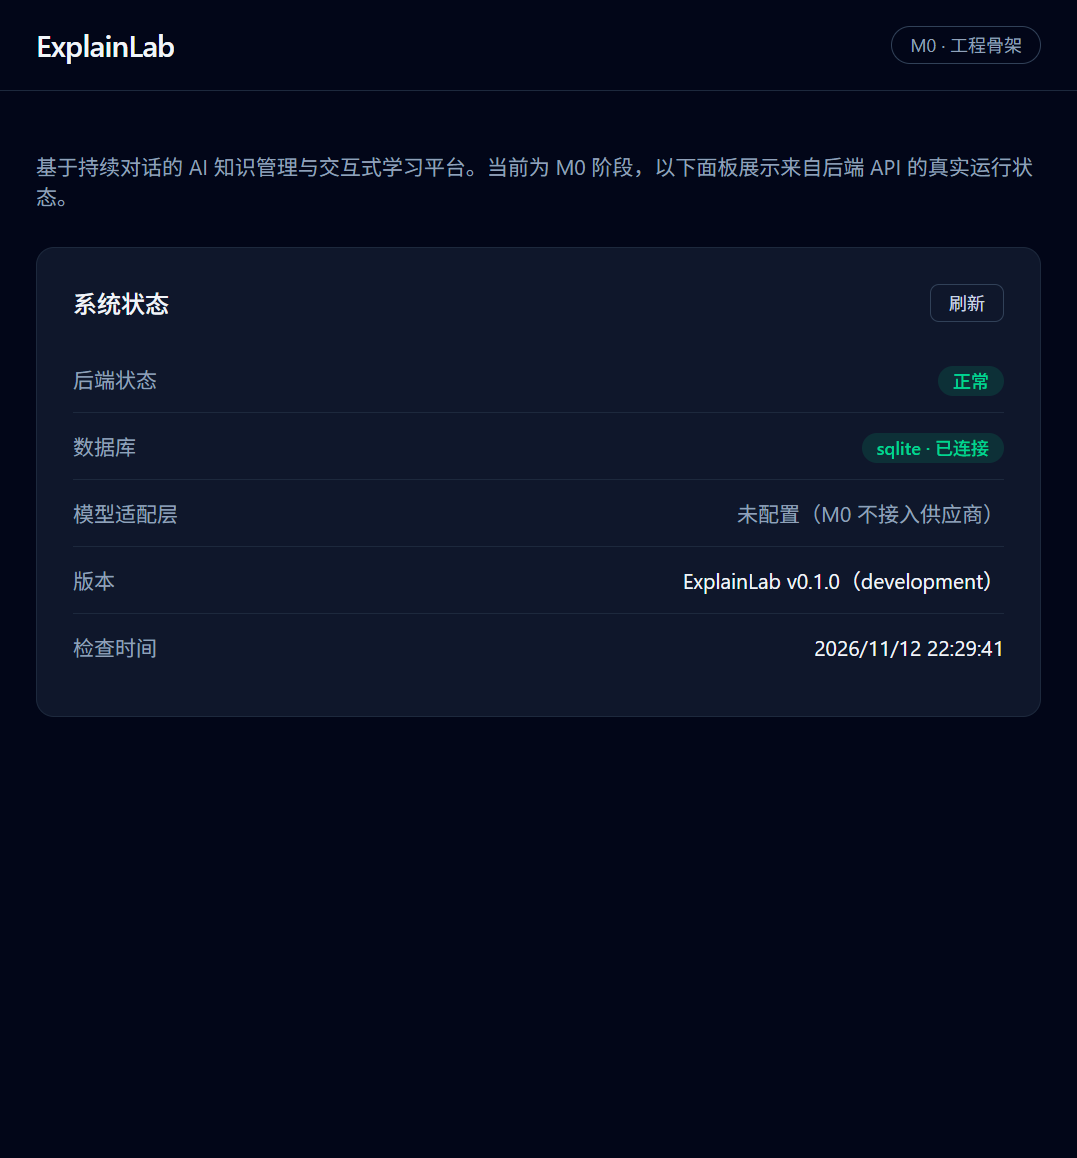 ExplainLab
M0 · 工程骨架
基于持续对话的 AI 知识管理与交互式学习平台。当前为 M0 阶段，以下面板展示来自后端 API 的真实运行状
态。
系统状态
刷新
后端状态
正常
数据库
sqlite · 已连接
模型适配层
未配置（M0 不接入供应商）
版本
ExplainLab v0.1.0（development）
检查时间
2026/11/12 22:29:41